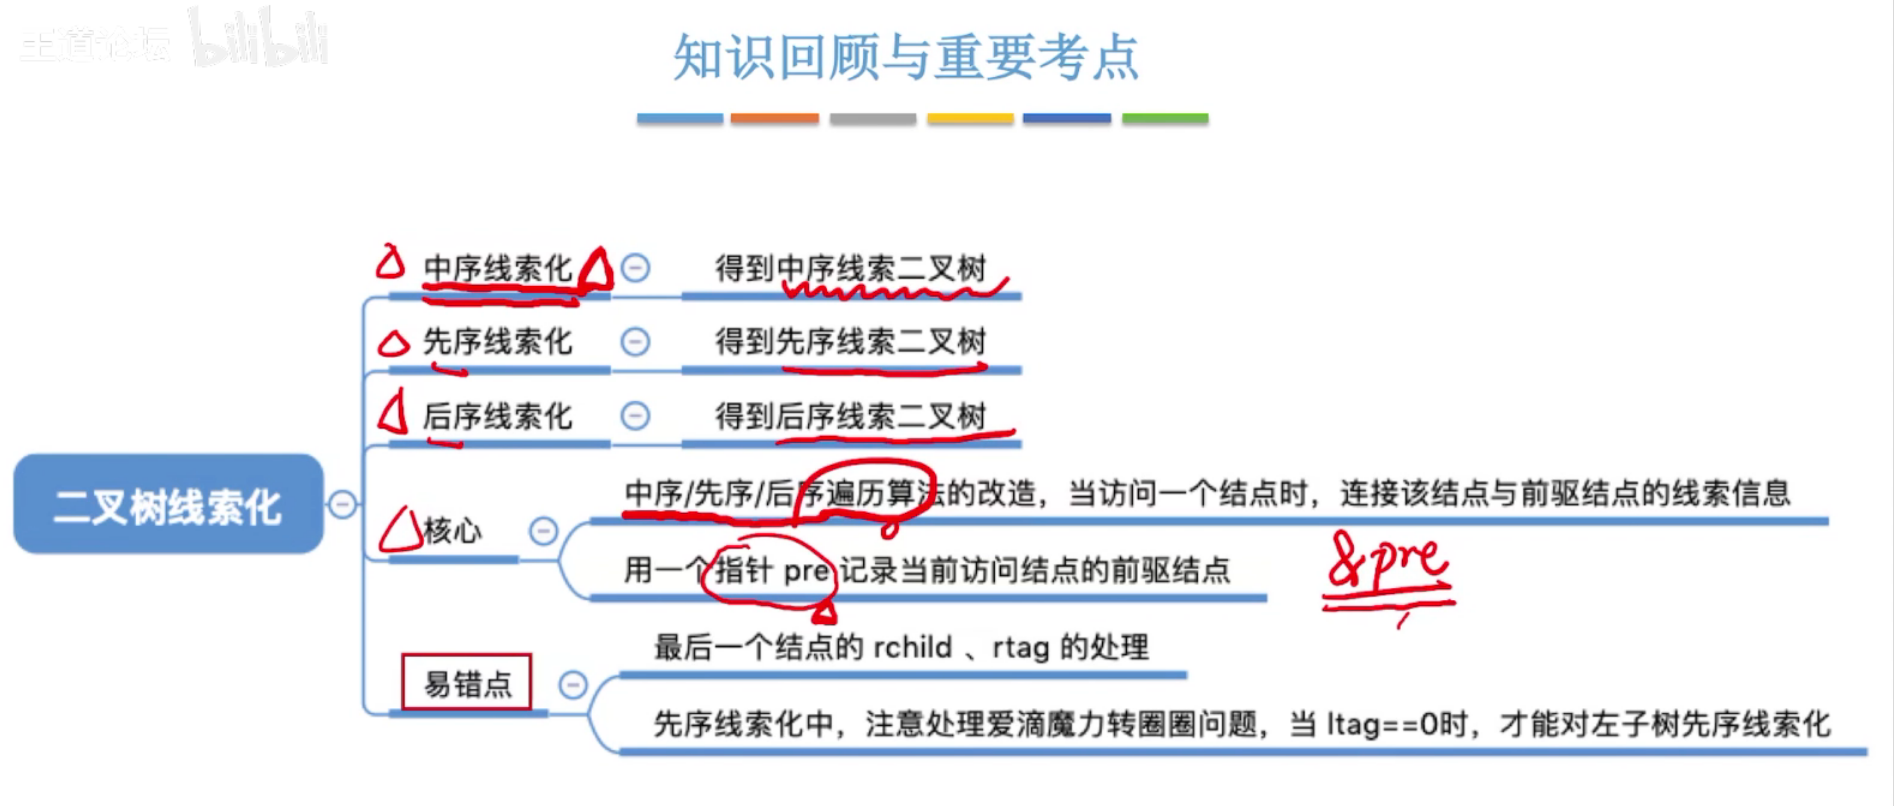 王道论坛 bilibili
知识回顾与重要考点
中序线索化 得到中序线索二叉树
先序线索化 得到先序线索二叉树
后序线索化 得到后序线索二叉树
二叉树线索化
核心
中序/先序/后序遍历算法的改造，当访问一个结点时，连接该结点与前驱结点的线索信息
用一个指针 pre 记录当前访问结点的前驱结点
&pre
易错点
最后一个结点的 rchild 、rtag 的处理
先序线索化中，注意处理爱滴魔力转圈圈问题，当 ltag==0时，才能对左子树先序线索化